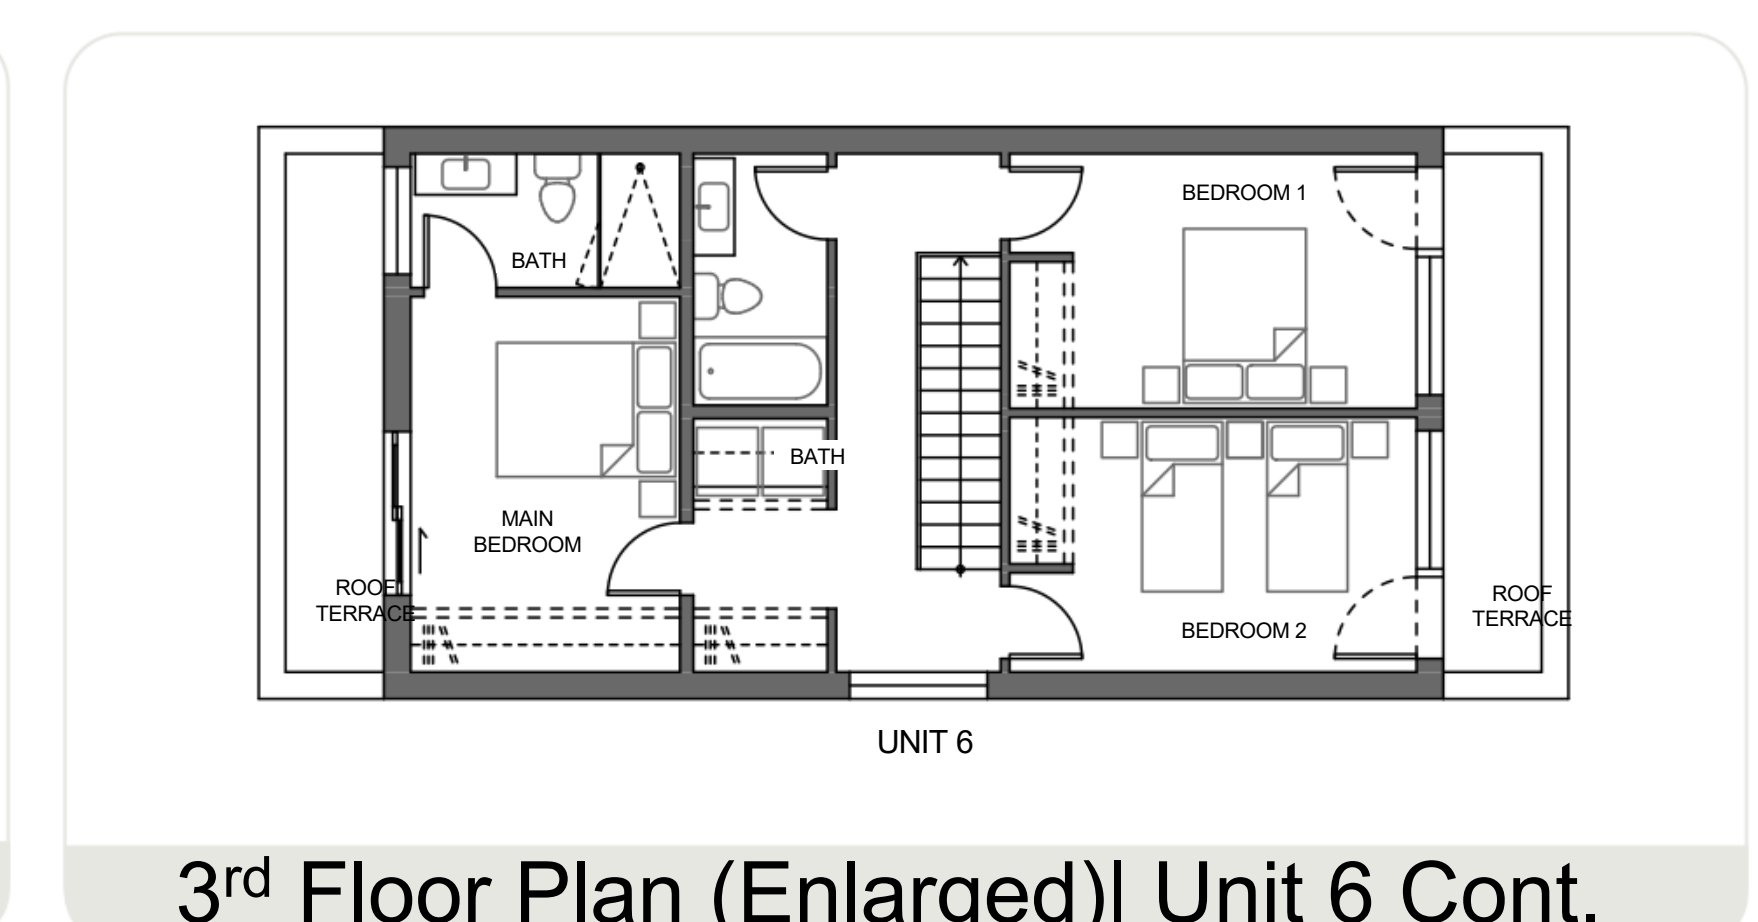 BEDROOM 1
BATH
BATH
MAIN
BEDROOM
ROOF
TERRACE
ROOF
TERRACE
BEDROOM 2
UNIT 6
3rd Floor Plan (Enlarged)| Unit 6 Cont.